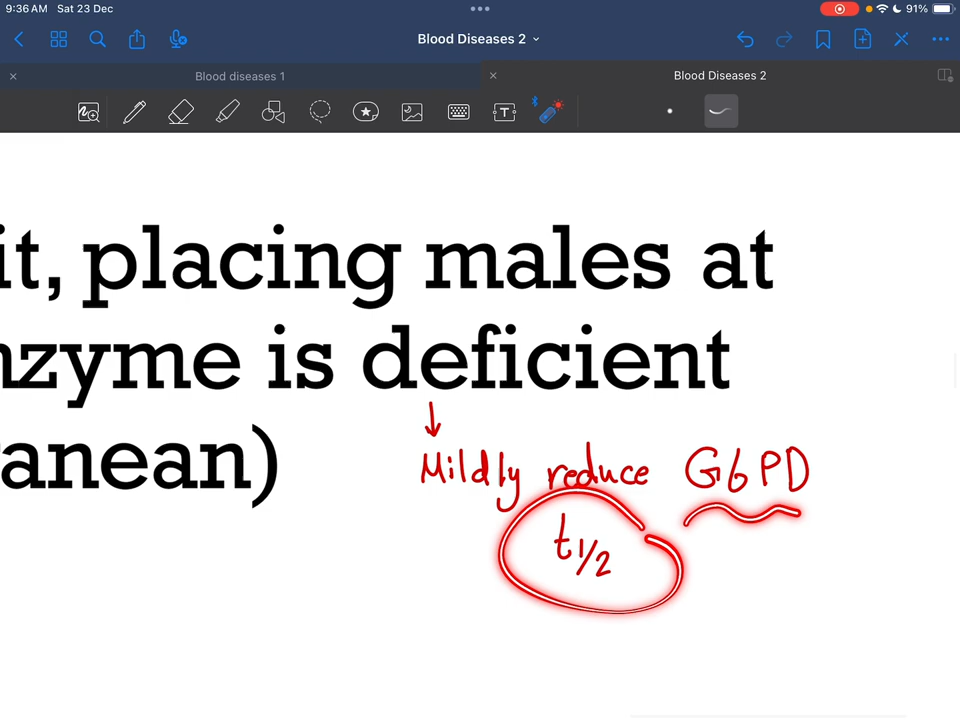 9:36 AM Sat 23 Dec
91%
Blood Diseases 2
Blood diseases 1
Blood Diseases 2
T
it, placing males at
nzyme is deficient
ranean)
↓
Mildly reduce G6PD
t1/2